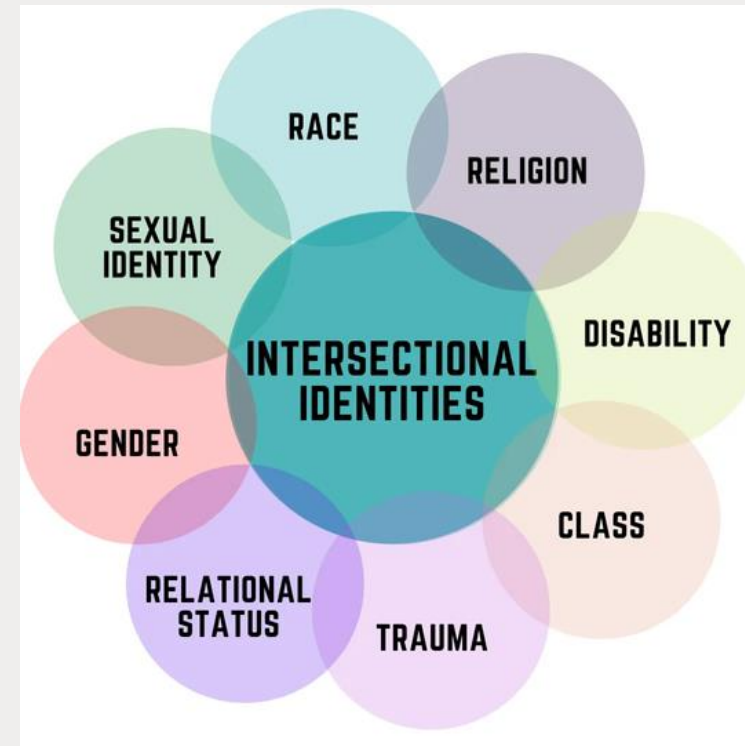 RACE
RELIGION
SEXUAL
IDENTITY
DISABILITY
INTERSECTIONAL
IDENTITIES
GENDER
CLASS
RELATIONAL
STATUS
TRAUMA